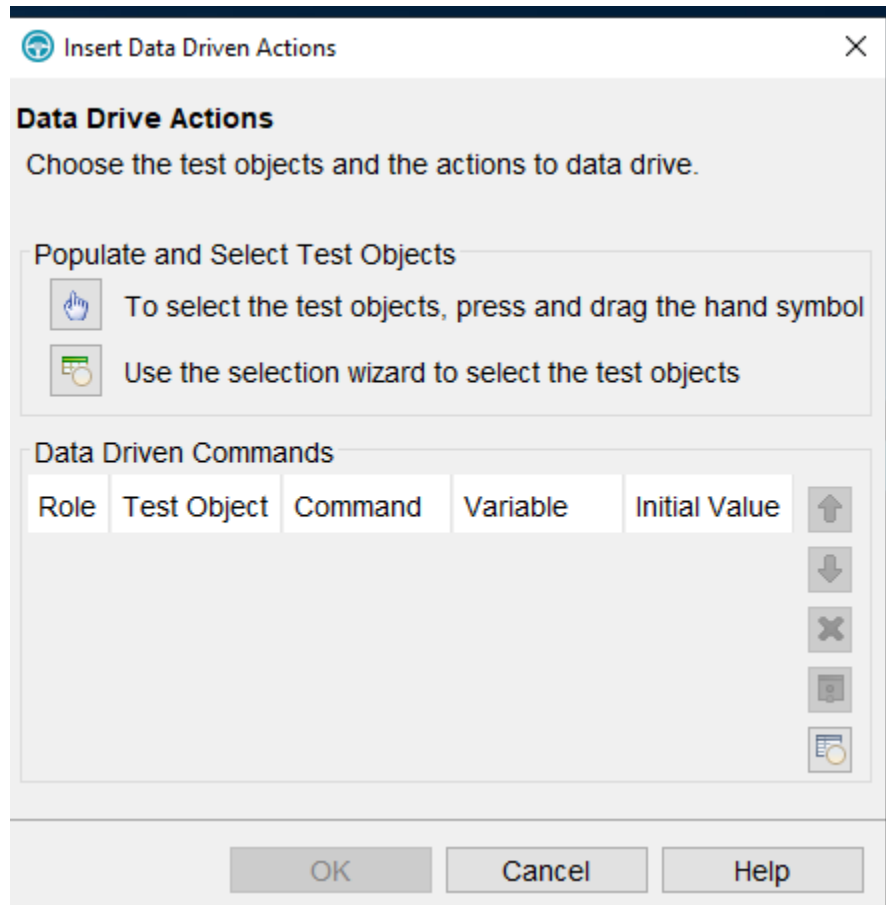 Insert Data Driven Actions
Data Drive Actions
Choose the test objects and the actions to data drive.
Populate and Select Test Objects
To select the test objects, press and drag the hand symbol
Use the selection wizard to select the test objects
Data Driven Commands
Role Test Object Command Variable Initial Value
OK Cancel Help